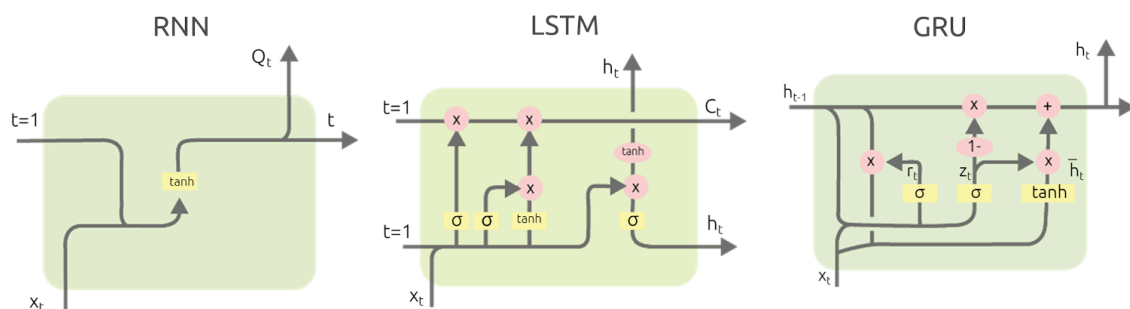 RNN
Q_t
t=1
t
tanh
x_t
LSTM
h_t
t=1
x
x
C_t
tanh
x
x
σ
σ
tanh
σ
t=1
h_t
x_t
GRU
h_t
h_t-1
x
+
1-
x
r_t
z_t
x
h̅_t
σ
σ
tanh
x_t